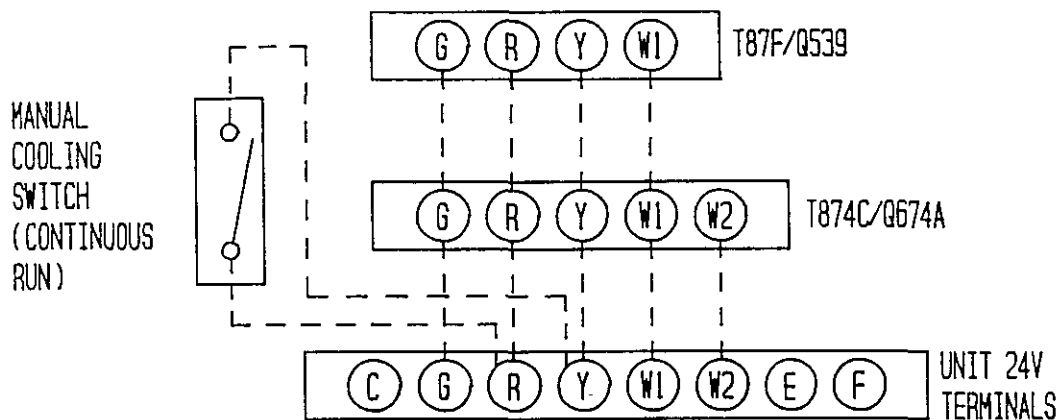 G R Y W1 T87F/Q539
MANUAL
COOLING
SWITCH
(CONTINUOUS
RUN)
G R Y W1 W2 T874C/Q674A
C G R Y W1 W2 E F
UNIT 24V
TERMINALS